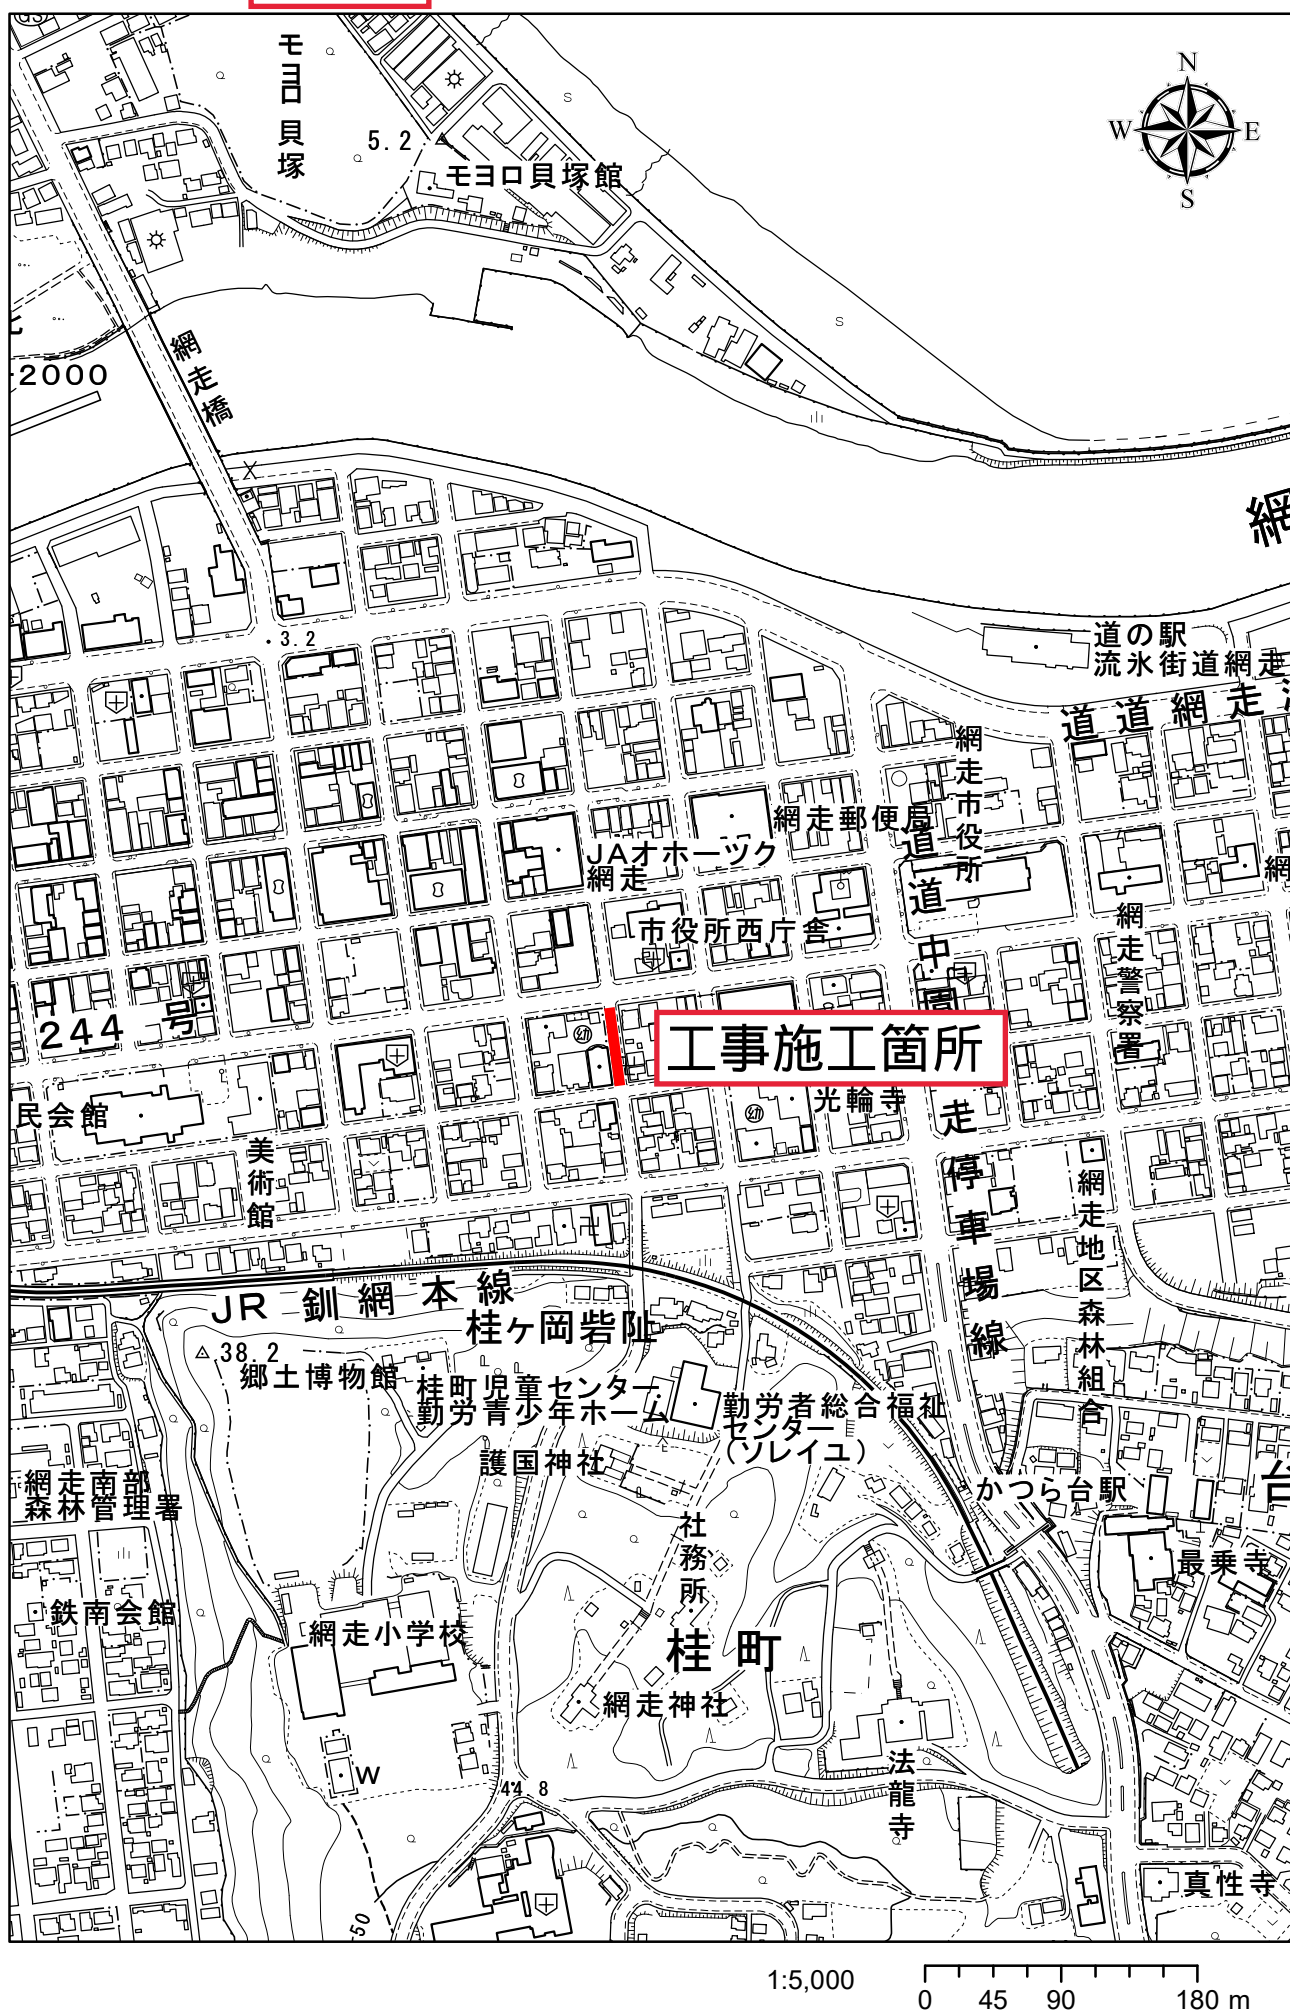 モヨロ貝塚
N
W
E
S
5.2
モヨロ貝塚館
2000
網走橋
網
3.2
道の駅
流氷街道網走
道道網走
網走市役所
網走郵便局
JAオホーツク
網走
道道中園
網
市役所西庁舎
網走警察署
244号
工事施工箇所
民会館
光輪寺
走停車場線
美術館
網走地区森林組合
JR 釧網本線
桂ヶ岡砦阯
38.2
郷土博物館
桂町児童センター
勤労青少年ホーム
勤労者総合福祉
センター
(ソレイユ)
護国神社
網走南部
森林管理署
かつら台駅
台
社務所
最乗寺
鉄南会館
網走小学校
桂町
網走神社
W
法龍寺
44.8
真性寺
50
1:5,000
0 45 90 180 m